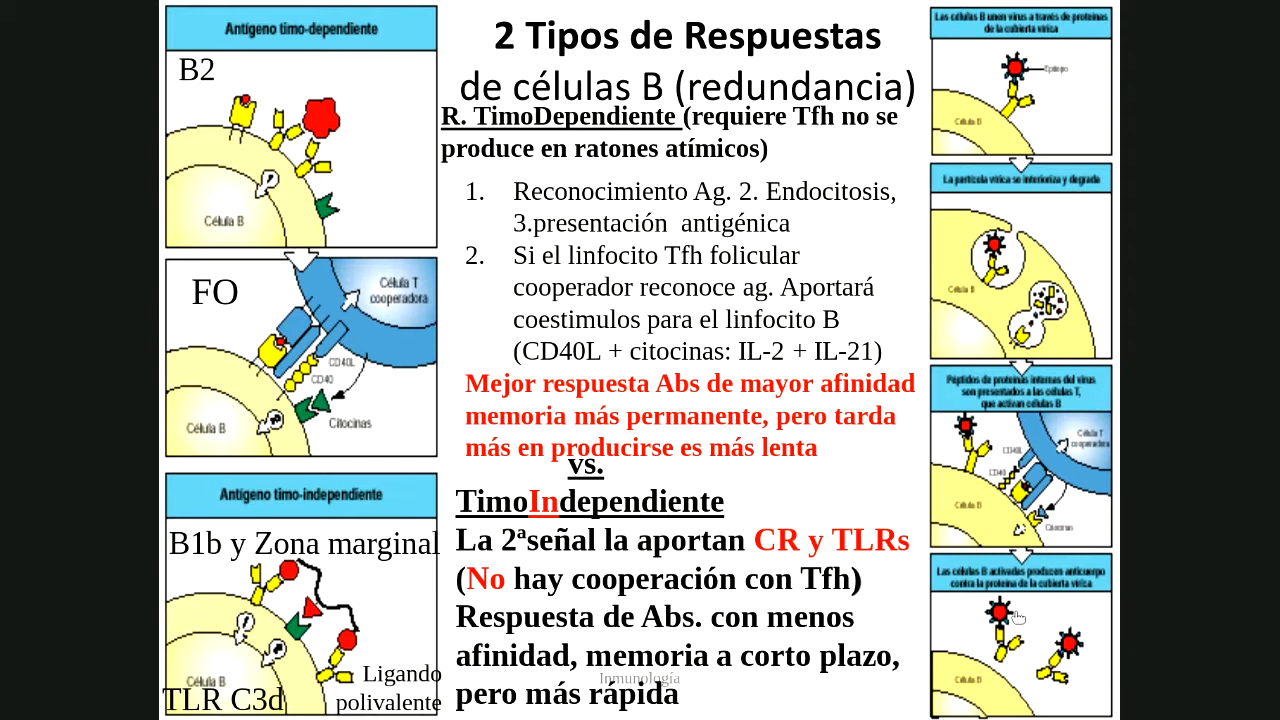 Antígeno timo-dependiente
B2
Célula B
FO
Célula T
cooperadora
CD40L
CD40
Célula B
Citocinas
Antígeno timo-independiente
B1b y Zona marginal
Célula B
TLR C3d
Ligando
polivalente
2 Tipos de Respuestas
de células B (redundancia)
R. TimoDependiente (requiere Tfh no se
produce en ratones atímicos)
1. Reconocimiento Ag. 2. Endocitosis,
3.presentación antigénica
2. Si el linfocito Tfh folicular
cooperador reconoce ag. Aportará
coestimulos para el linfocito B
(CD40L + citocinas: IL-2 + IL-21)
Mejor respuesta Abs de mayor afinidad
memoria más permanente, pero tarda
más en producirse es más lenta
vs.
TimoIndependiente
La 2ªseñal la aportan CR y TLRs
(No hay cooperación con Tfh)
Respuesta de Abs. con menos
afinidad, memoria a corto plazo,
pero más rápida
Inmunología
Las células B unen virus a través de proteínas
de la cubierta vírica
Epítopo
Célula B
La partícula vírica se interioriza y degrada
Célula B
Péptidos de proteínas internas del virus
son presentados a las células T,
que activan células B
Célula T
cooperadora
CD40L
CD40
Célula B
Citocinas
Las células B activadas producen anticuerpo
contra la proteína de la cubierta vírica
Célula B